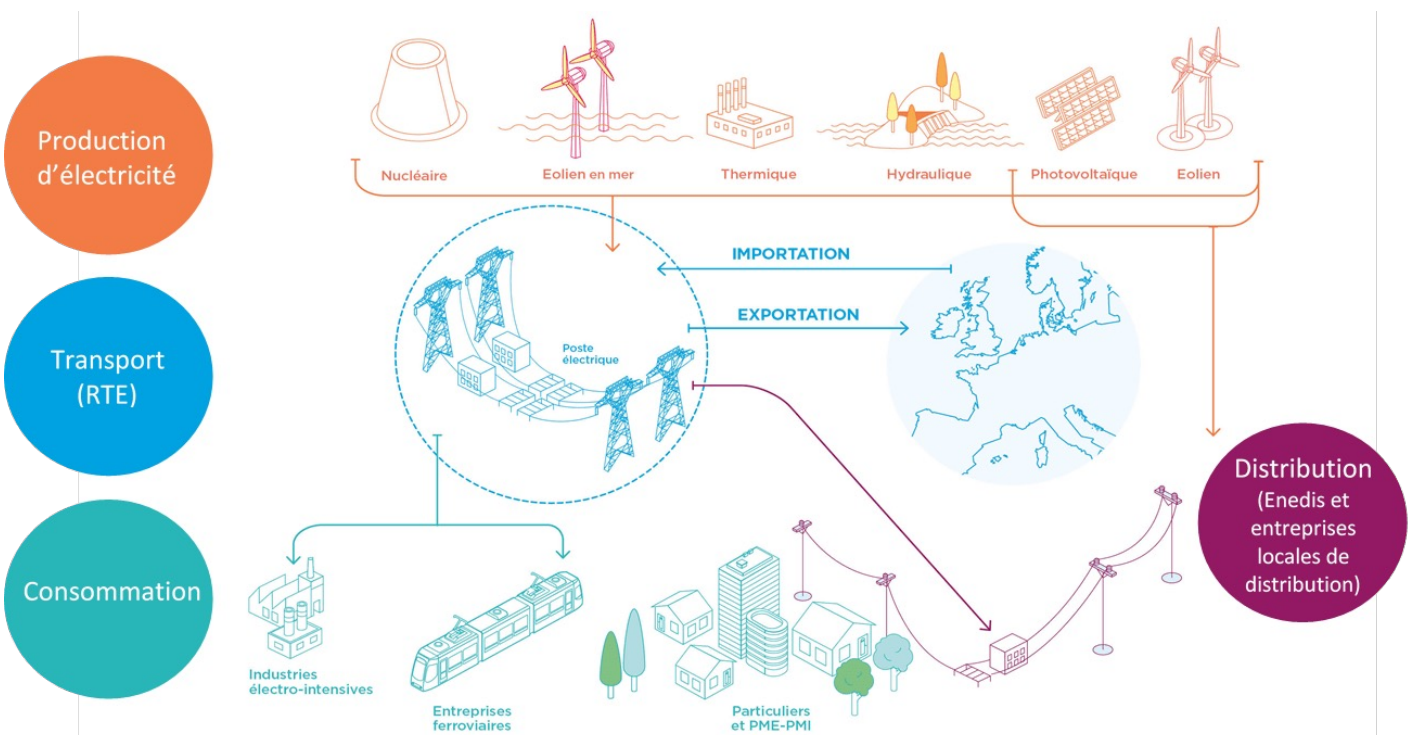 Production
d'électricité
Nucléaire
Eolien en mer
Thermique
Hydraulique
Photovoltaïque
Eolien
IMPORTATION
EXPORTATION
Poste
électrique
Transport
(RTE)
Distribution
(Enedis et
entreprises
locales de
distribution)
Consommation
Industries
électro-intensives
Entreprises
ferroviaires
Particuliers
et PME-PMI